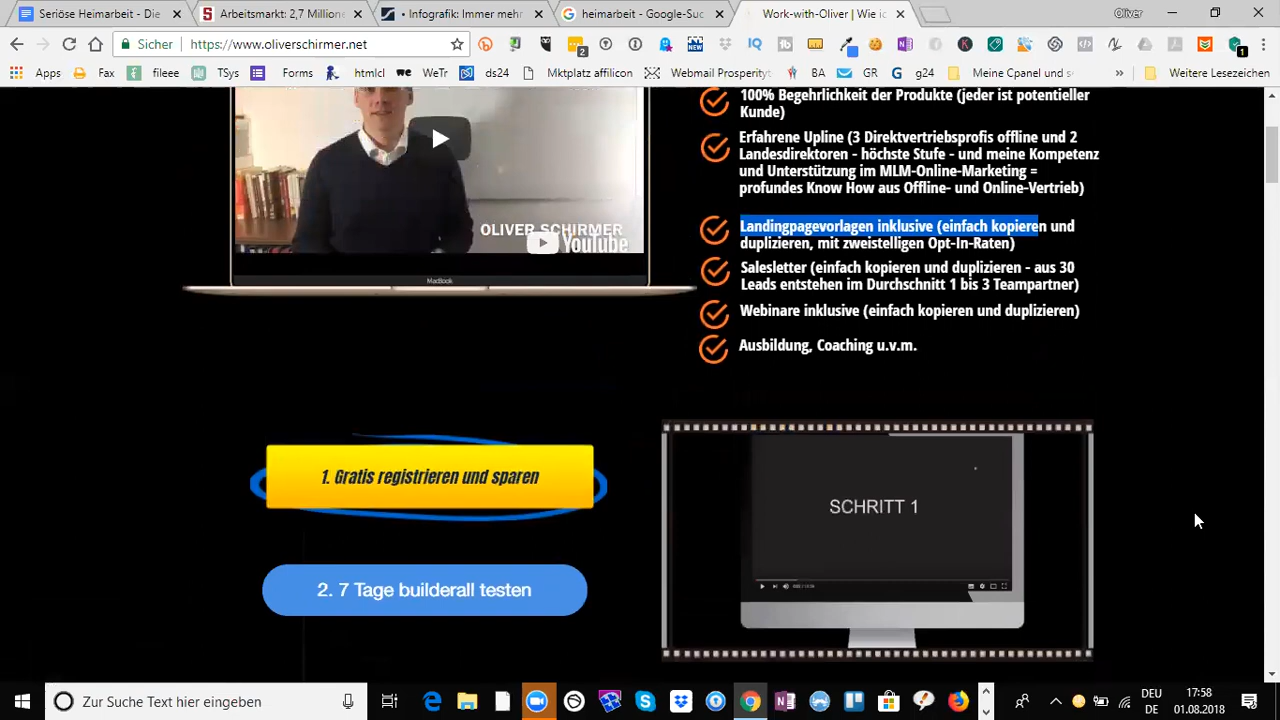 Seriöse Heimarbeit - Die
Arbeitsmarkt: 2,7 Millione
• Infografik: Immer mehr
heimarbeit - Google-Suc
Work-with-Oliver | Wie ic
Oliver
Sicher
https://www.oliverschirmer.net
Apps
Fax
fileee
TSys
Forms
htmlcl
WeTr
ds24
Mktplatz affilicon
Webmail Prosperity
BA
GR
g24
Meine Cpanel und s
Weitere Lesezeichen
100% Begehrlichkeit der Produkte (jeder ist potentieller
Kunde)
Erfahrene Upline (3 Direktvertriebsprofis offline und 2
Landesdirektoren - höchste Stufe - und meine Kompetenz
und Unterstützung im MLM-Online-Marketing =
profundes Know How aus Offline- und Online-Vertrieb)
OLIVER SCHIRMER
YouTube
MacBook
Landingpagevorlagen inklusive (einfach kopieren und
duplizieren, mit zweistelligen Opt-In-Raten)
Salesletter (einfach kopieren und duplizieren - aus 30
Leads entstehen im Durchschnitt 1 bis 3 Teampartner)
Webinare inklusive (einfach kopieren und duplizieren)
Ausbildung, Coaching u.v.m.
1. Gratis registrieren und sparen
SCHRITT 1
2. 7 Tage builderall testen
Zur Suche Text hier eingeben
DEU
DE
17:58
01.08.2018